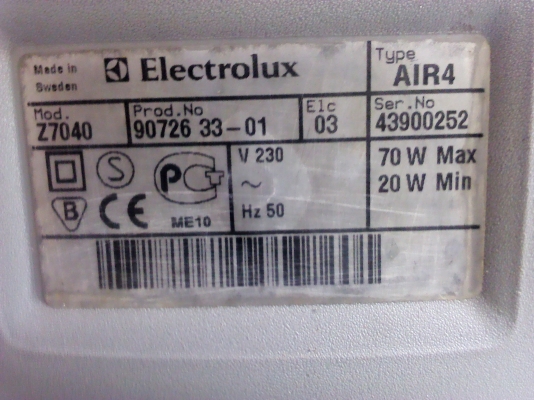 Made in
Sweden
Electrolux
Type
AIR4
Mod.
Z7040
Prod.No
90726 33-01
Elc
03
Ser.No
43900252
S
PCT
B
CE
ME10
V 230
~
Hz 50
70 W Max
20 W Min